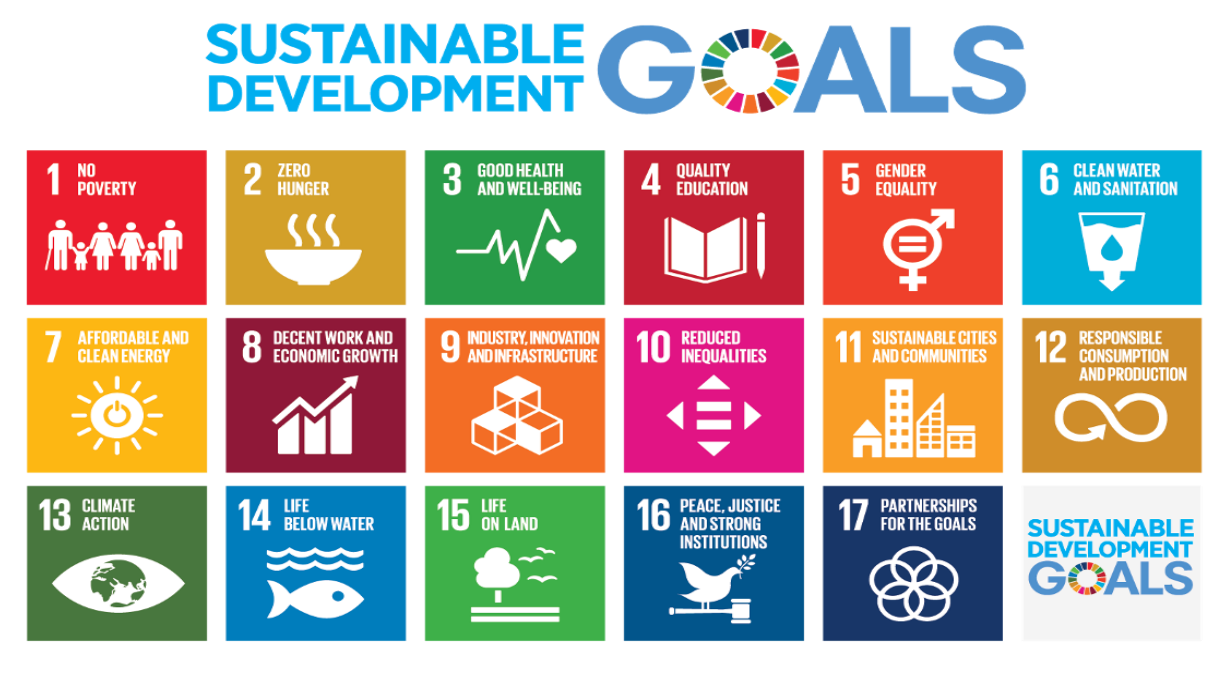 SUSTAINABLE
DEVELOPMENT
GOALS
1 NO
POVERTY
2 ZERO
HUNGER
3 GOOD HEALTH
AND WELL-BEING
4 QUALITY
EDUCATION
5 GENDER
EQUALITY
6 CLEAN WATER
AND SANITATION
7 AFFORDABLE AND
CLEAN ENERGY
8 DECENT WORK AND
ECONOMIC GROWTH
9 INDUSTRY, INNOVATION
AND INFRASTRUCTURE
10 REDUCED
INEQUALITIES
11 SUSTAINABLE CITIES
AND COMMUNITIES
12 RESPONSIBLE
CONSUMPTION
AND PRODUCTION
13 CLIMATE
ACTION
14 LIFE
BELOW WATER
15 LIFE
ON LAND
16 PEACE, JUSTICE
AND STRONG
INSTITUTIONS
17 PARTNERSHIPS
FOR THE GOALS
SUSTAINABLE
DEVELOPMENT
GOALS